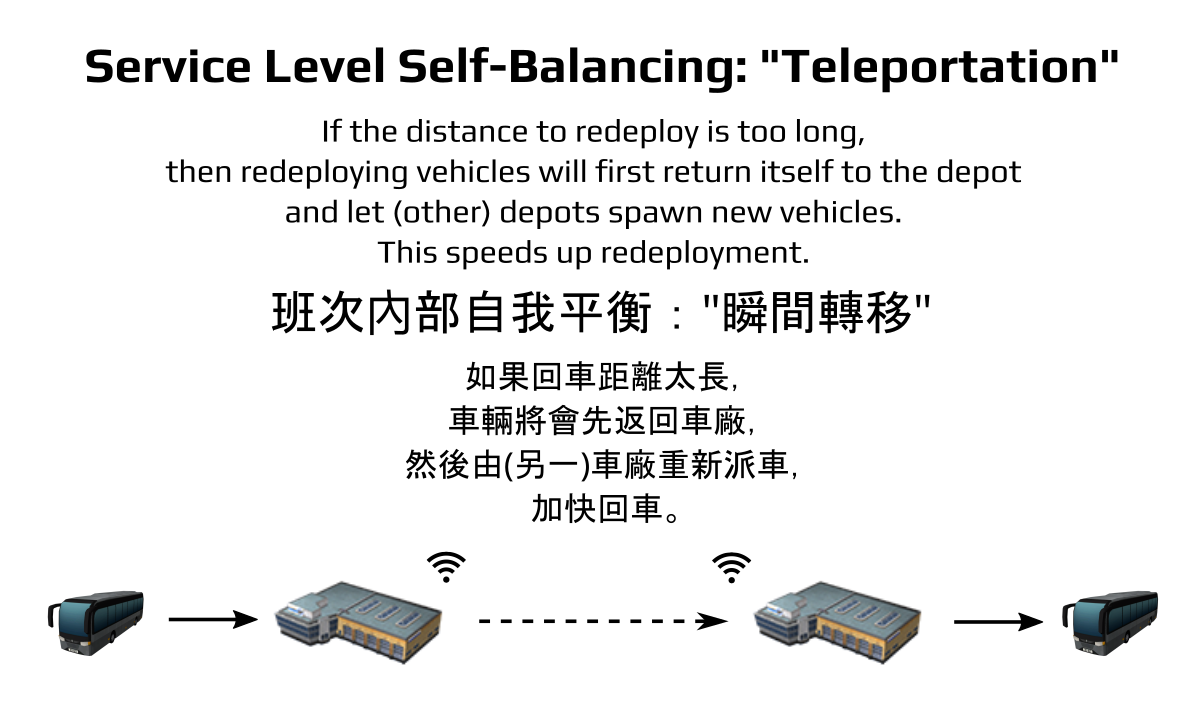 Service Level Self-Balancing: "Teleportation"
If the distance to redeploy is too long,
then redeploying vehicles will first return itself to the depot
and let (other) depots spawn new vehicles.
This speeds up redeployment.
班次內部自我平衡："瞬間轉移"
如果回車距離太長,
車輛將會先返回車廠,
然後由(另一)車廠重新派車,
加快回車。